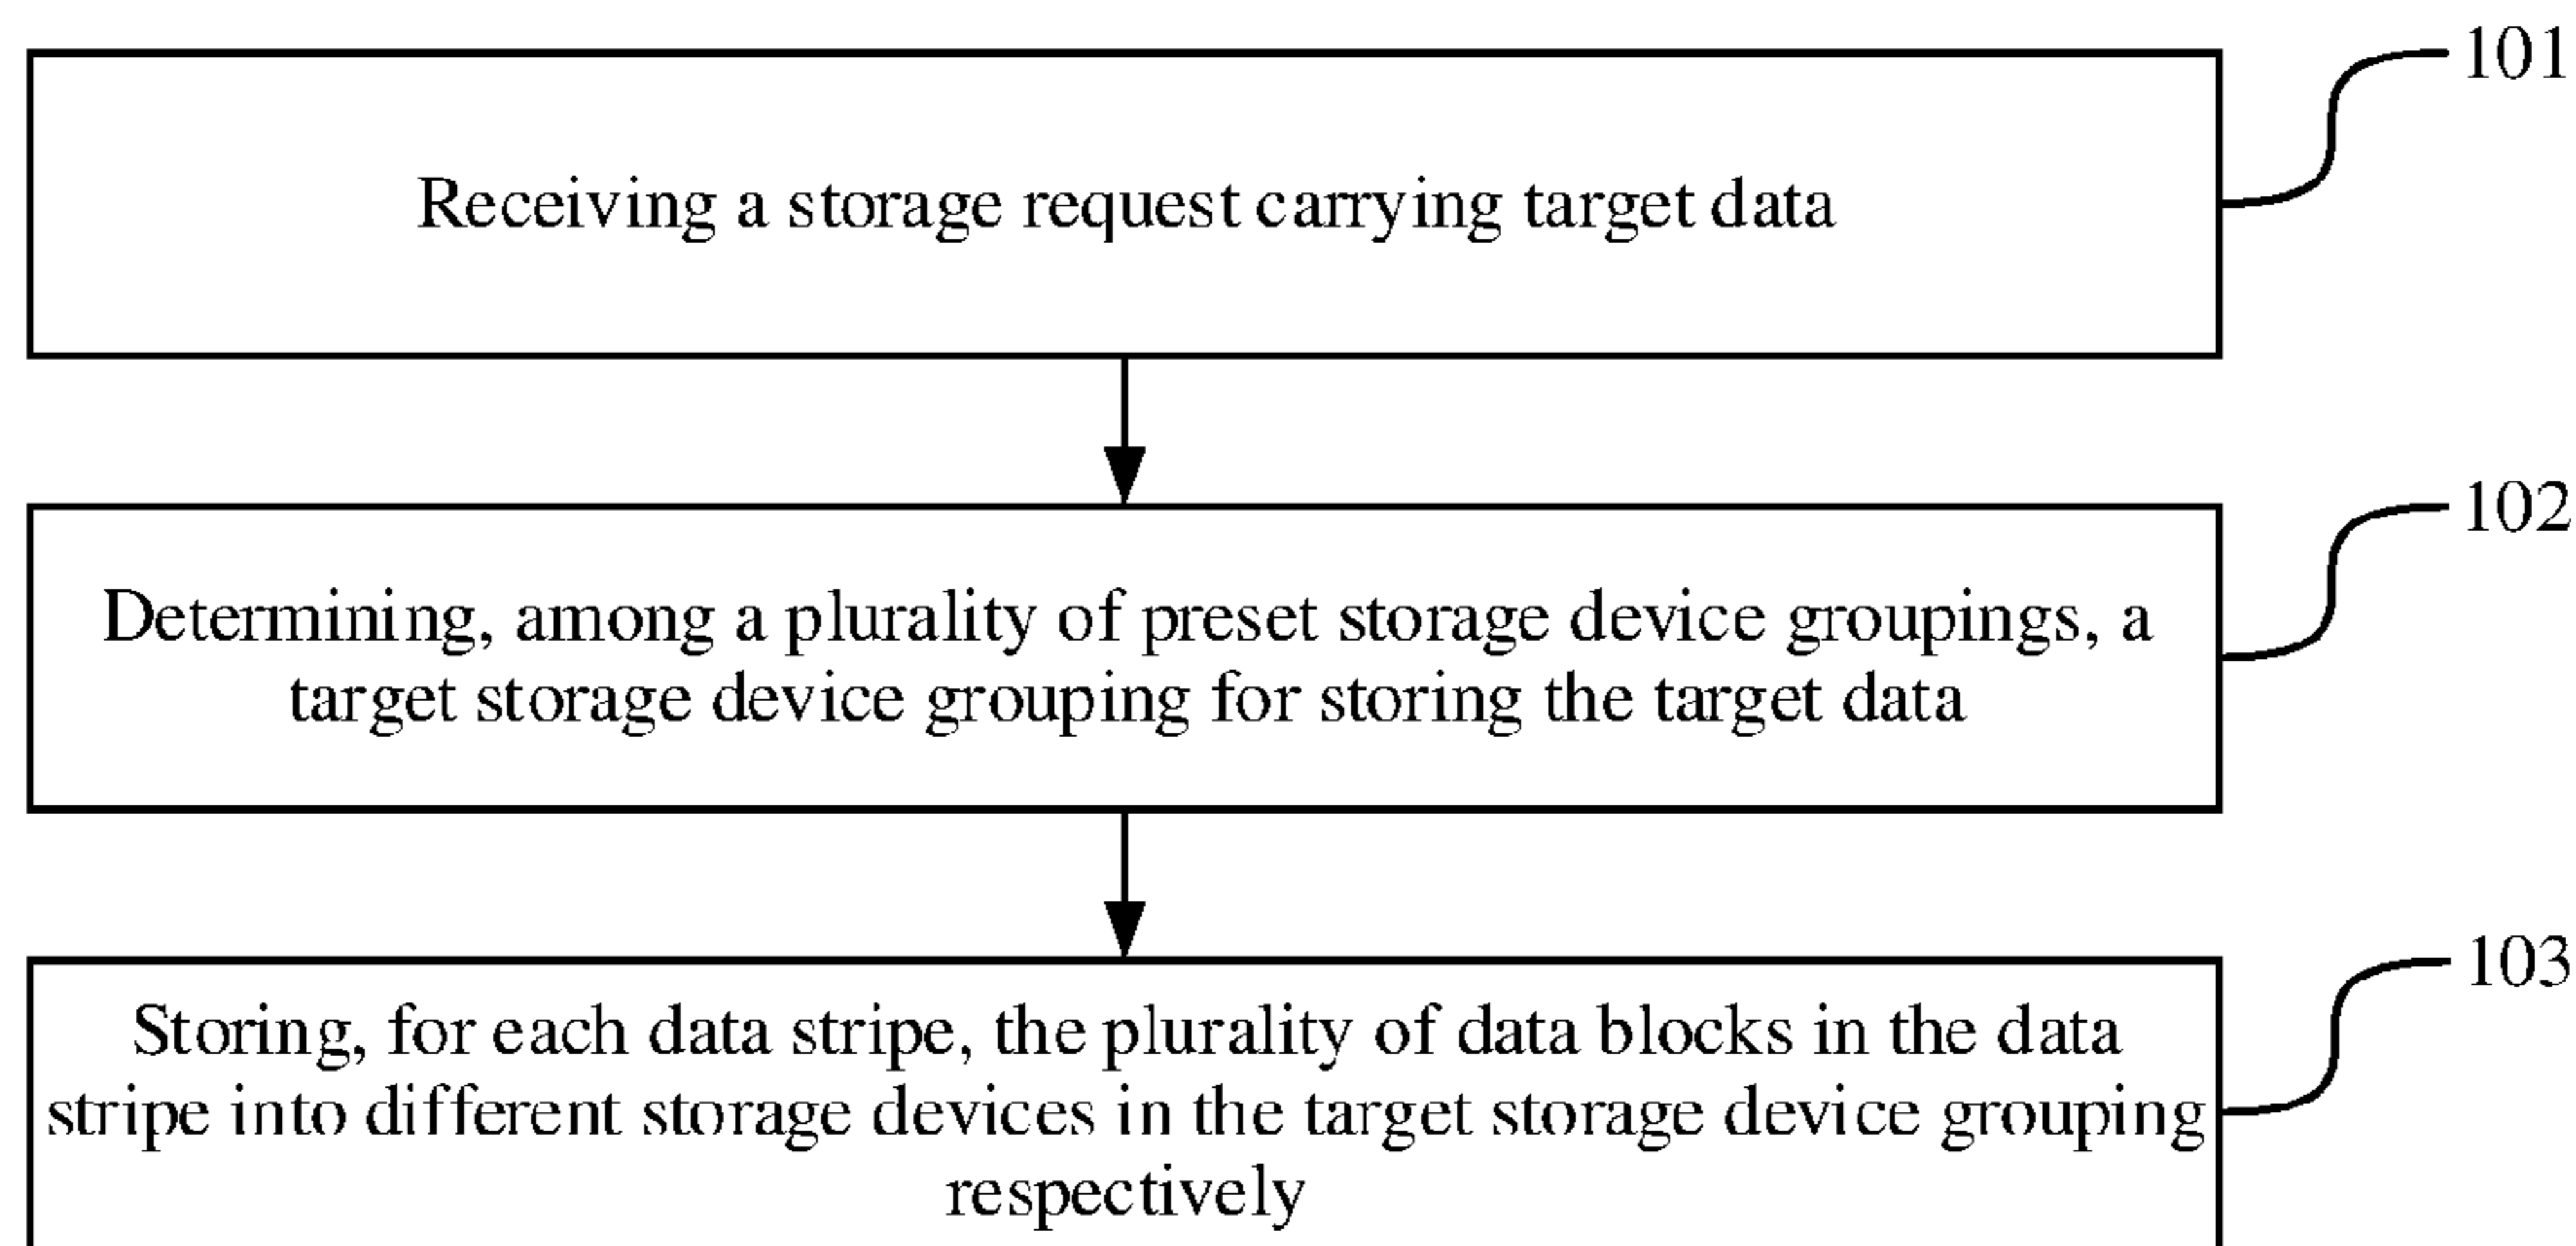 101
Receiving a storage request carrying target data
102
Determining, among a plurality of preset storage device groupings, a
target storage device grouping for storing the target data
103
Storing, for each data stripe, the plurality of data blocks in the data
stripe into different storage devices in the target storage device grouping
respectively